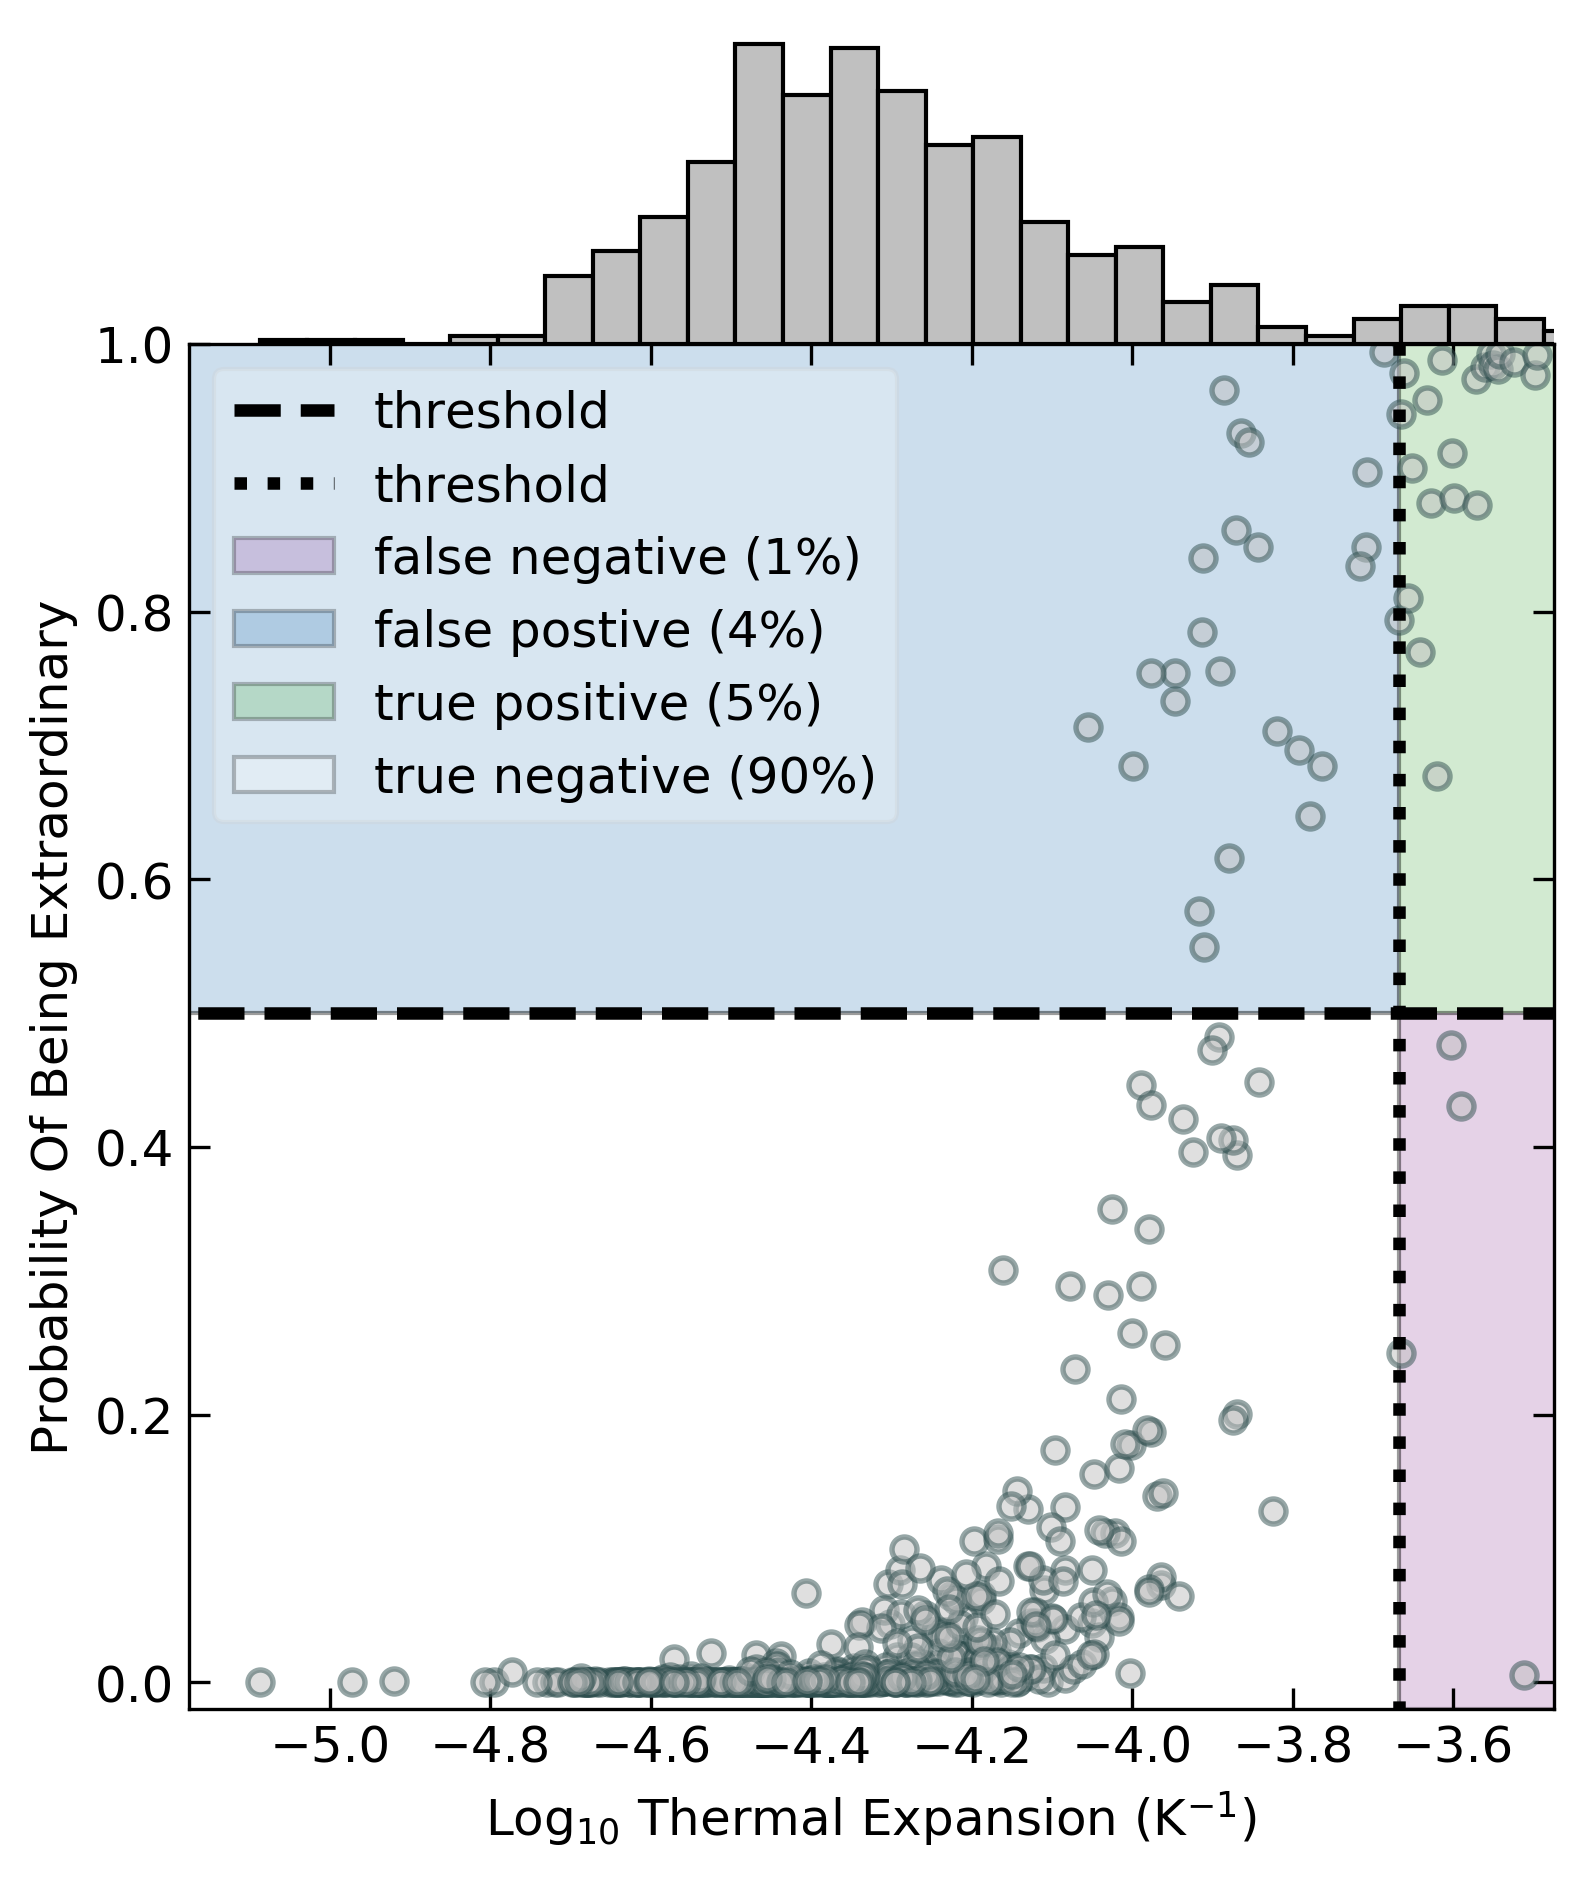 1.0
threshold
threshold
false negative (1%)
false postive (4%)
true positive (5%)
true negative (90%)
0.8
0.6
0.4
0.2
0.0
Probability Of Being Extraordinary
−5.0 −4.8 −4.6 −4.4 −4.2 −4.0 −3.8 −3.6
Log₁₀ Thermal Expansion (K⁻¹)